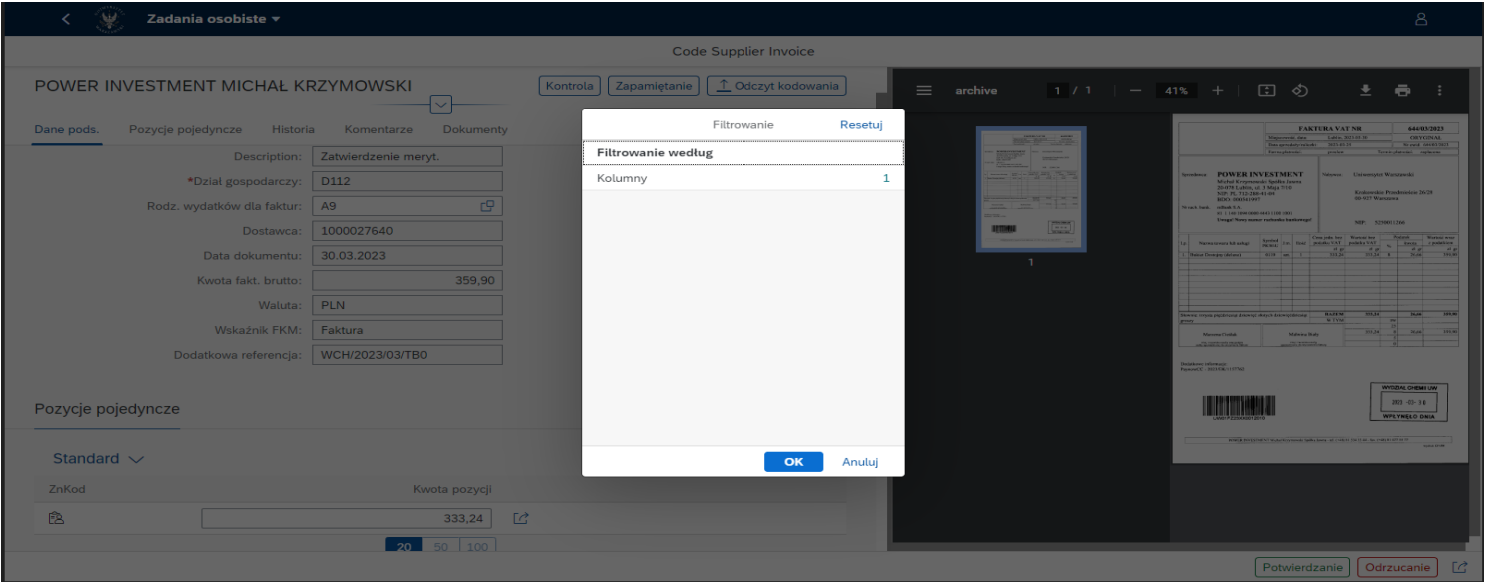 Zadania osobiste
Code Supplier Invoice
POWER INVESTMENT MICHAŁ KRZYMOWSKI
Kontrola Zapamiętanie Odczyt kodowania
Dane pods. Pozycje pojedyncze Historia Komentarze Dokumenty
Description: Zatwierdzenie meryt.
*Dział gospodarczy: D112
Rodz. wydatków dla faktur: A9
Dostawca: 1000027640
Data dokumentu: 30.03.2023
Kwota fakt. brutto: 359,90
Waluta: PLN
Wskaźnik FKM: Faktura
Dodatkowa referencja: WCH/2023/03/TB0
Pozycje pojedyncze
Standard
ZnKod Kwota pozycji
333,24
20 50 100
Filtrowanie Resetuj
Filtrowanie według
Kolumny 1
OK Anuluj
archive 1 / 1 41%
1
FAKTURA VAT NR 644/03/2023
ORYGINAŁ
POWER INVESTMENT
WYDZIAŁ CHEMII UW
WPŁYNĘŁO DNIA
Potwierdzanie Odrzucanie